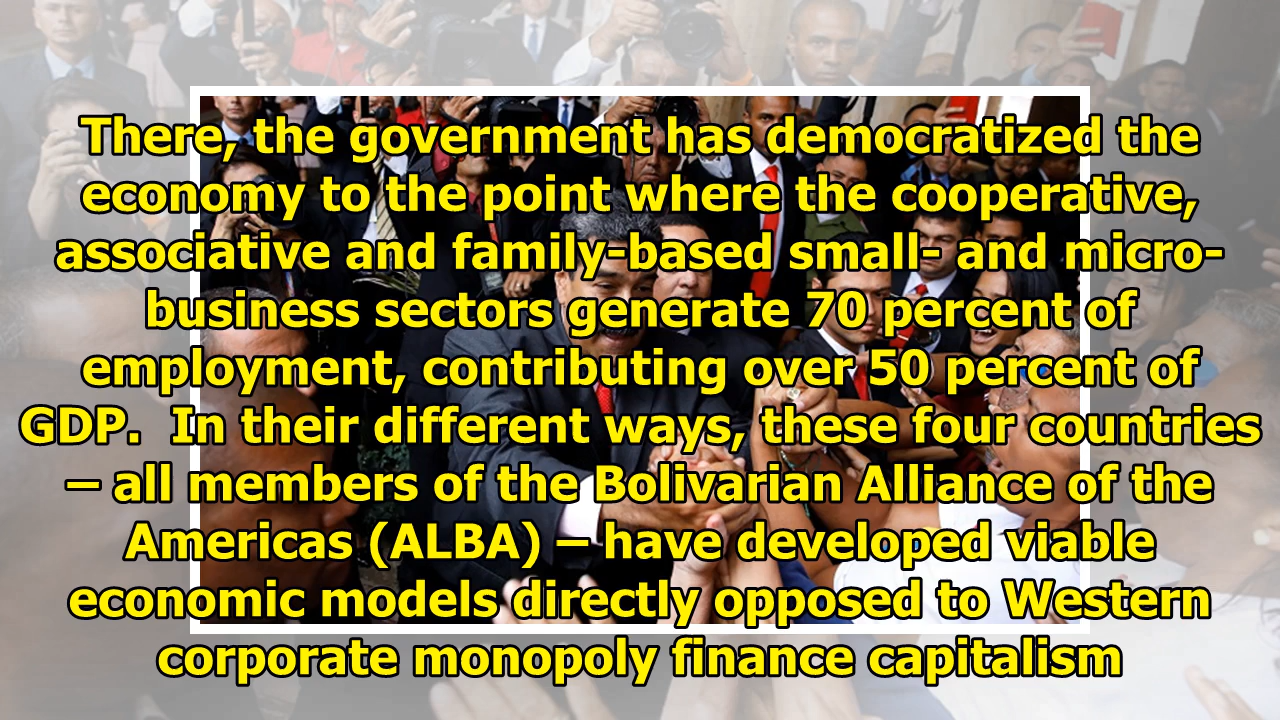 There, the government has democratized the
economy to the point where the cooperative,
associative and family-based small- and micro-
business sectors generate 70 percent of
employment, contributing over 50 percent of
GDP.  In their different ways, these four countries
– all members of the Bolivarian Alliance of the
Americas (ALBA) – have developed viable
economic models directly opposed to Western
corporate monopoly finance capitalism